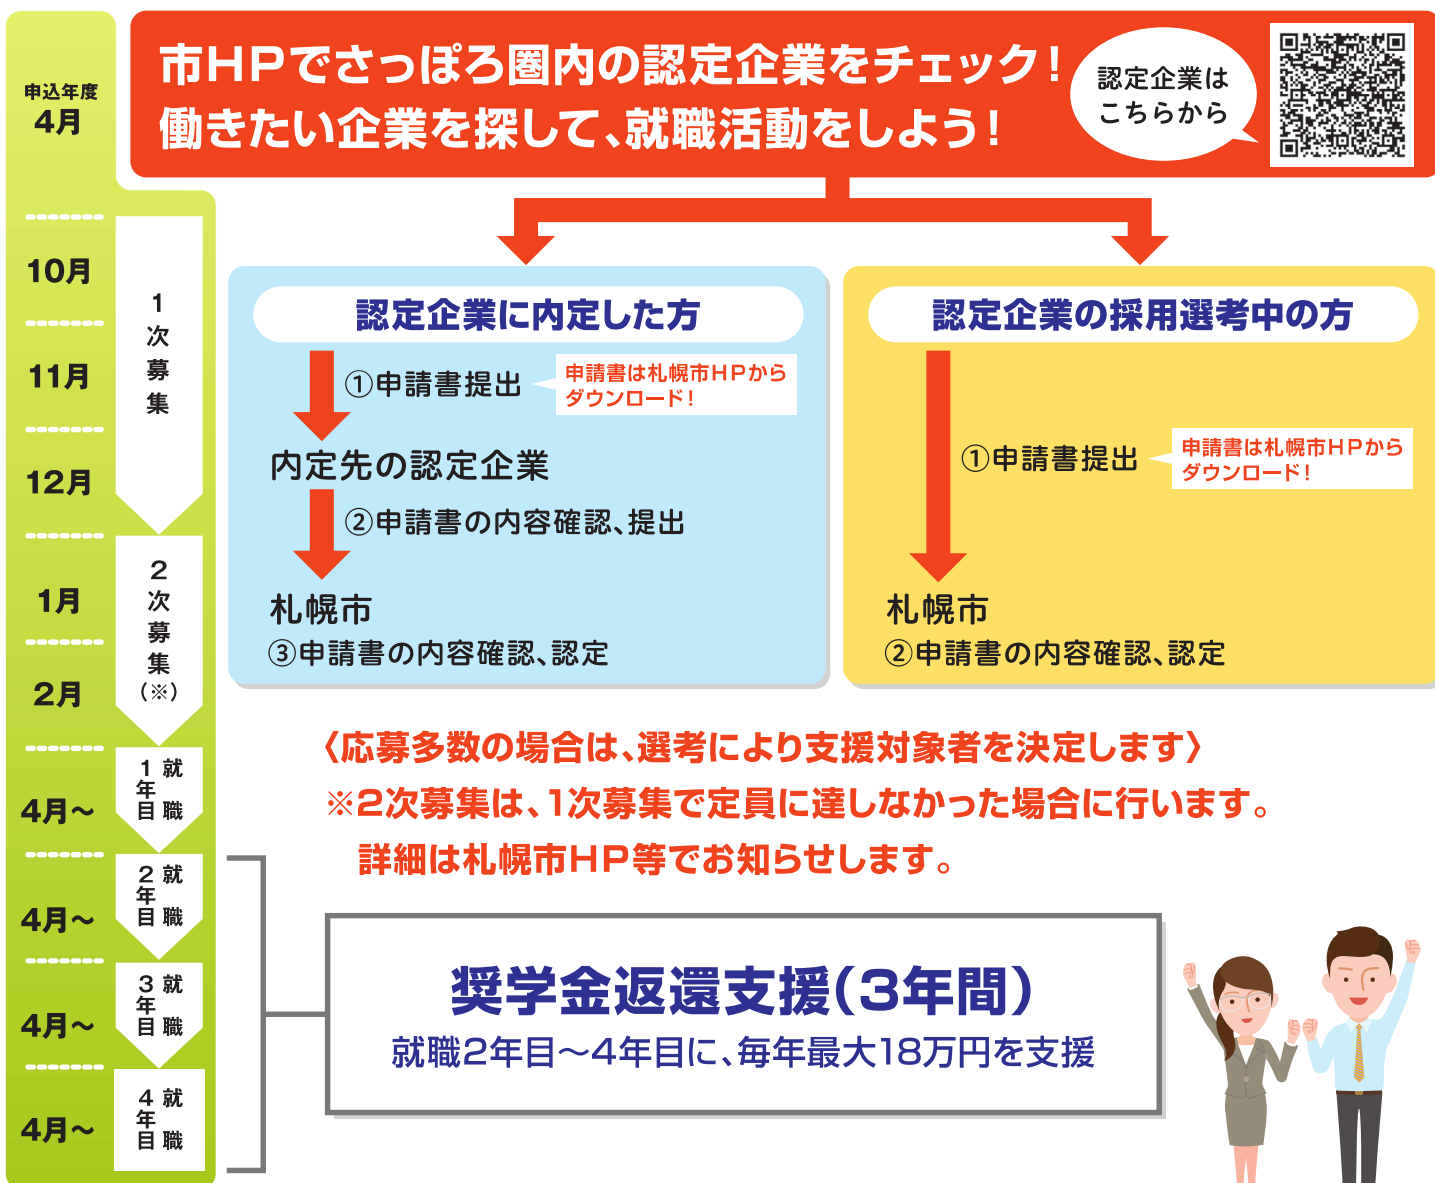 申込年度
4月
市HPでさっぽろ圏内の認定企業をチェック！
働きたい企業を探して、就職活動をしよう！
認定企業は
こちらから
10月
11月
12月
1月
2月
4月～
4月～
4月～
4月～
1次募集
2次募集(※)
就職1年目
就職2年目
就職3年目
就職4年目
認定企業に内定した方
①申請書提出
申請書は札幌市HPから
ダウンロード！
内定先の認定企業
②申請書の内容確認、提出
札幌市
③申請書の内容確認、認定
認定企業の採用選考中の方
①申請書提出
申請書は札幌市HPから
ダウンロード！
札幌市
②申請書の内容確認、認定
〈応募多数の場合は、選考により支援対象者を決定します〉
※2次募集は、1次募集で定員に達しなかった場合に行います。
詳細は札幌市HP等でお知らせします。
奨学金返還支援(3年間)
就職2年目～4年目に、毎年最大18万円を支援